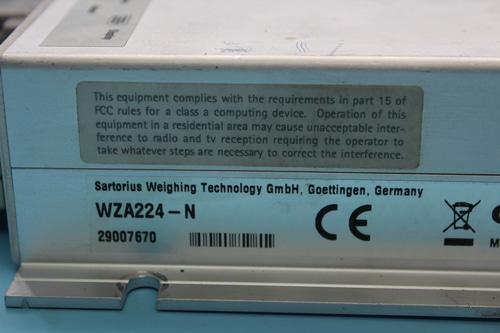 This equipment complies with the requirements in part 15 of
FCC rules for a class a computing device. Operation of this
equipment in a residential area may cause unacceptable inter-
ference to radio and tv reception requiring the operator to
take whatever steps are necessary to correct the interference.
Sartorius Weighing Technology GmbH, Goettingen, Germany
WZA224-N
29007670
CE